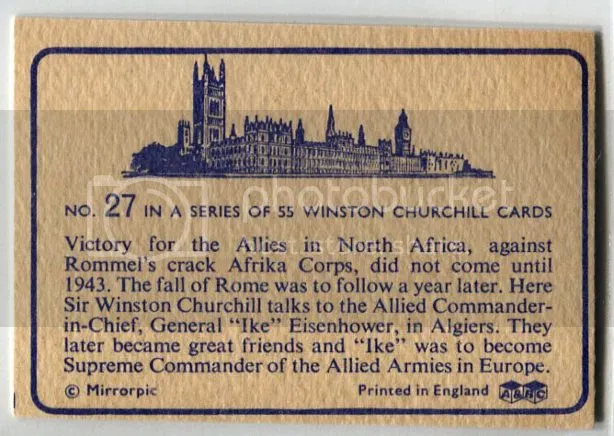 NO. 27 IN A SERIES OF 55 WINSTON CHURCHILL CARDS
Victory for the Allies in North Africa, against
Rommel's crack Afrika Corps, did not come until
1943. The fall of Rome was to follow a year later. Here
Sir Winston Churchill talks to the Allied Commander-
in-Chief, General "Ike" Eisenhower, in Algiers. They
later became great friends and "Ike" was to become
Supreme Commander of the Allied Armies in Europe.
© Mirrorpic Printed in England A&BC
photobucket